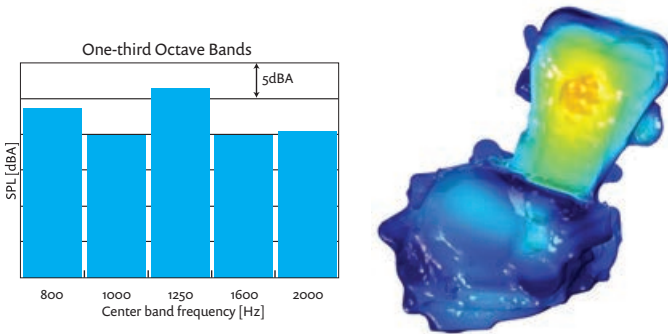 One-third Octave Bands
5dBA
SPL [dBA]
800 1000 1250 1600 2000
Center band frequency [Hz]